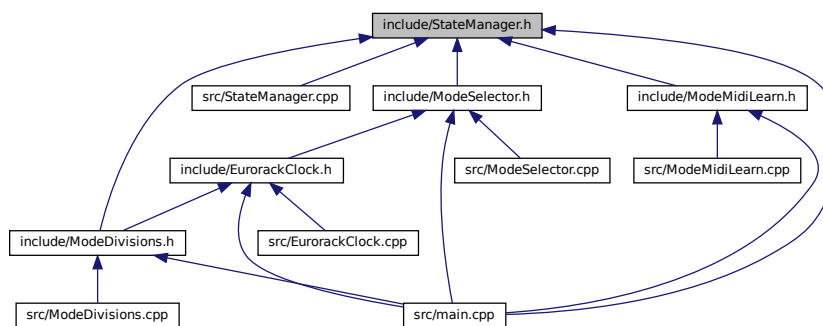 include/StateManager.h
src/StateManager.cpp
include/ModeSelector.h
include/ModeMidiLearn.h
include/EurorackClock.h
src/ModeSelector.cpp
src/ModeMidiLearn.cpp
include/ModeDivisions.h
src/EurorackClock.cpp
src/ModeDivisions.cpp
src/main.cpp